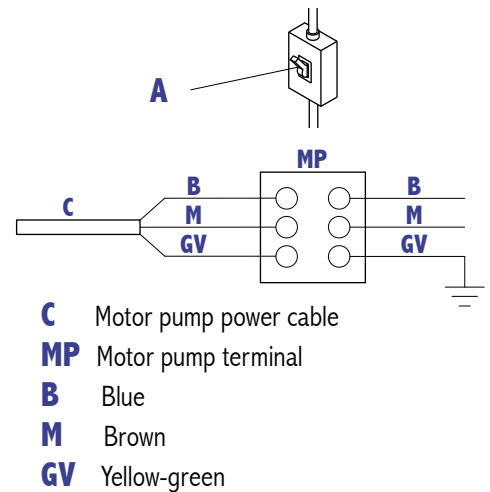 A
MP
B B
C M M
GV GV
C Motor pump power cable
MP Motor pump terminal
B Blue
M Brown
GV Yellow-green